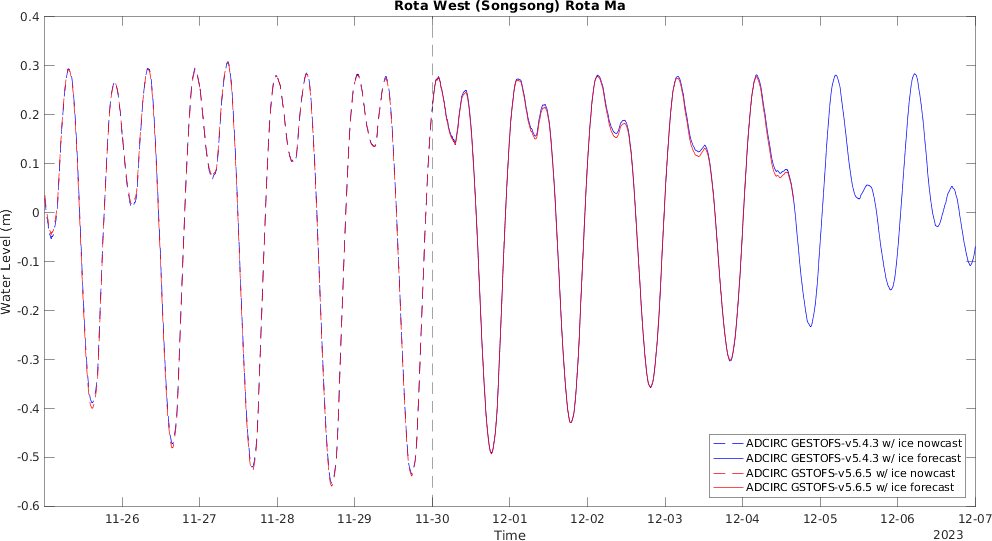 Rota West (Songsong) Rota Ma
0.4
0.3
0.2
0.1
0
-0.1
-0.2
-0.3
-0.4
-0.5
-0.6
Water Level (m)
ADCIRC GESTOFS-v5.4.3 w/ ice nowcast
ADCIRC GESTOFS-v5.4.3 w/ ice forecast
ADCIRC GSTOFS-v5.6.5 w/ ice nowcast
ADCIRC GSTOFS-v5.6.5 w/ ice forecast
11-26 11-27 11-28 11-29 11-30 12-01 12-02 12-03 12-04 12-05 12-06 12-07
Time
2023